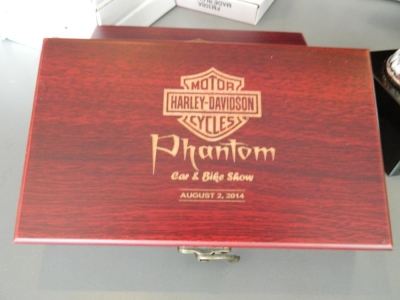 MOTOR
HARLEY-DAVIDSON
CYCLES
Phantom
Car & Bike Show
AUGUST 2, 2014